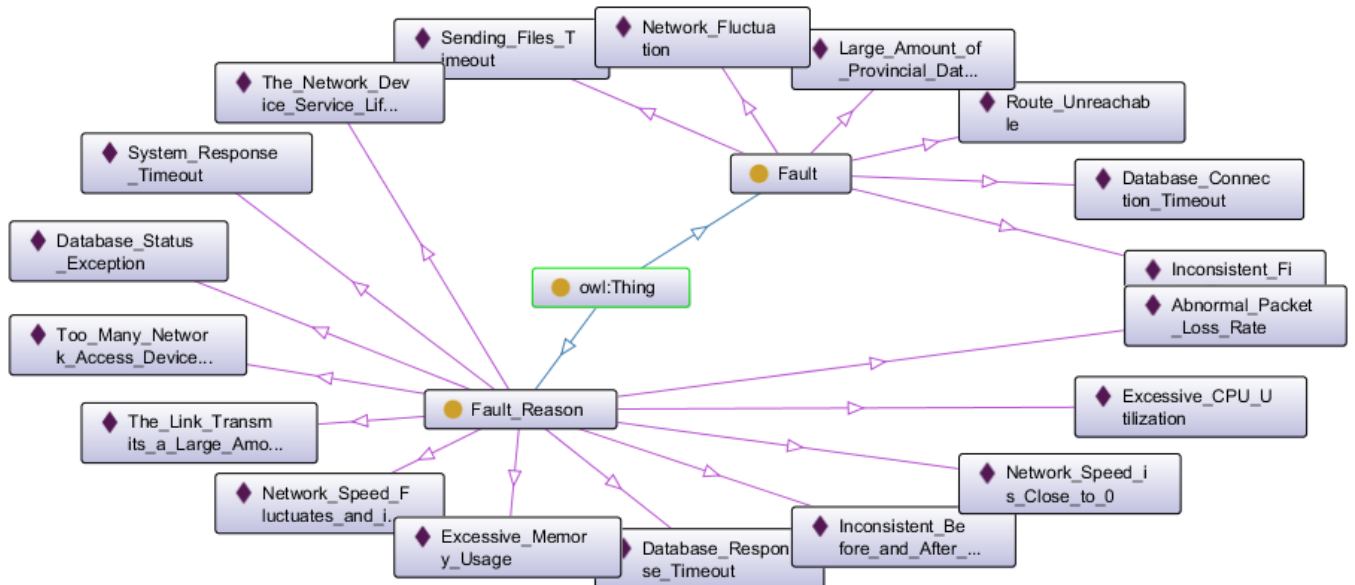 Sending_Files_T
imeout
Network_Fluctua
tion
Large_Amount_of
_Provincial_Dat...
The_Network_Dev
ice_Service_Lif...
Route_Unreachab
le
System_Response
_Timeout
Fault
Database_Connec
tion_Timeout
Database_Status
_Exception
owl:Thing
Inconsistent_Fi
Abnormal_Packet
_Loss_Rate
Too_Many_Networ
k_Access_Device...
Fault_Reason
Excessive_CPU_U
tilization
The_Link_Transm
its_a_Large_Amo...
Network_Speed_i
s_Close_to_0
Network_Speed_F
luctuates_and_i...
Excessive_Memor
y_Usage
Database_Respon
se_Timeout
Inconsistent_Be
fore_and_After_...